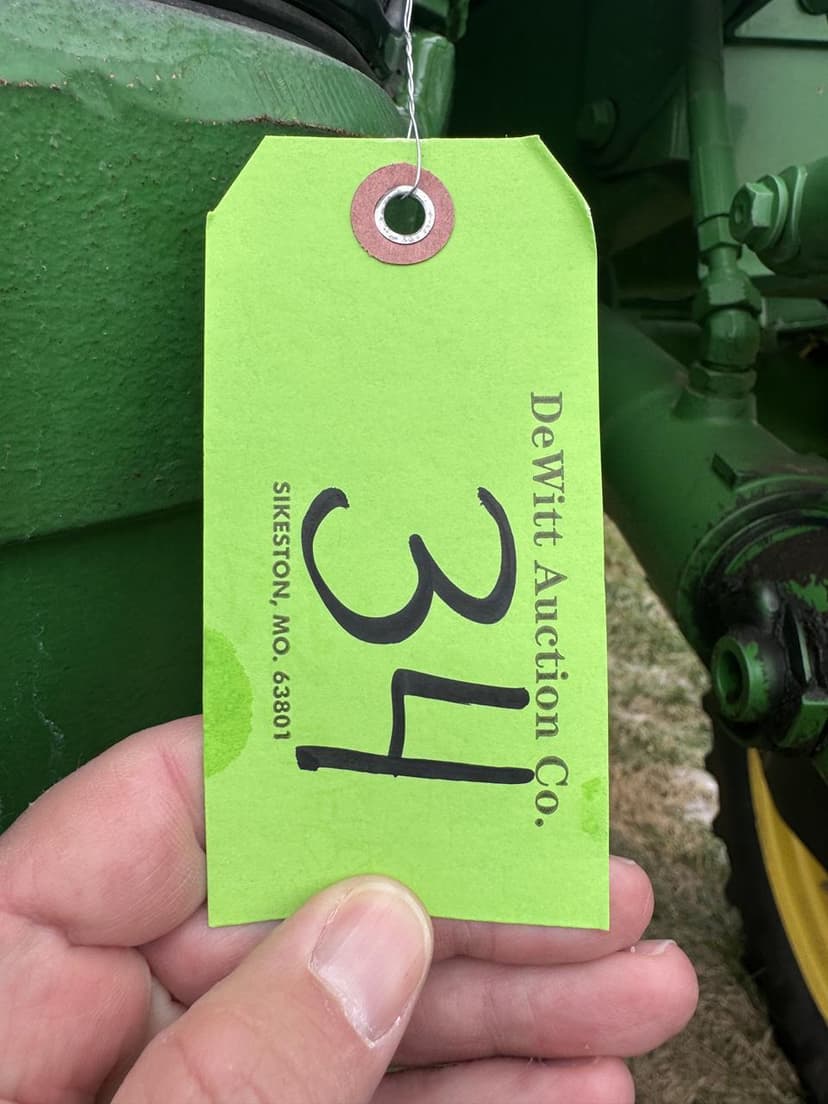 DeWitt Auction Co.
34
SIKESTON, MO. 63801